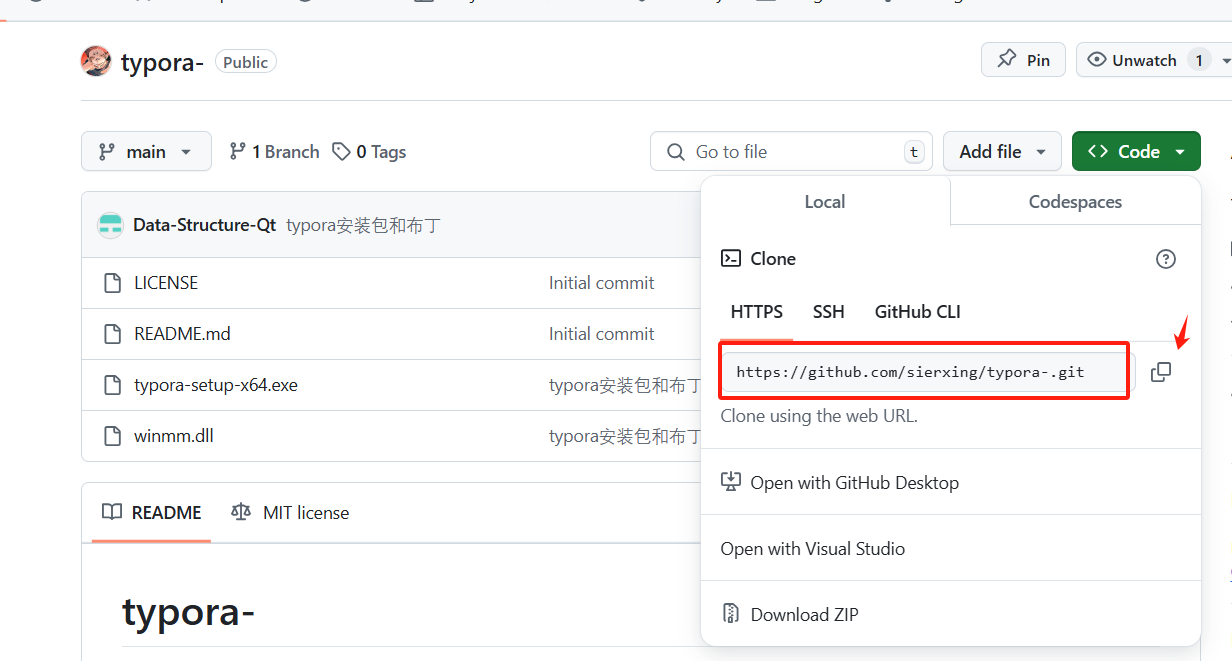 typora- Public
Pin
Unwatch 1
main
1 Branch
0 Tags
Go to file t
Add file
<> Code
Data-Structure-Qt typora安装包和布丁
LICENSE Initial commit
README.md Initial commit
typora-setup-x64.exe typora安装包和布丁
winmm.dll typora安装包和布丁
README
MIT license
typora-
Local
Codespaces
Clone
HTTPS
SSH
GitHub CLI
https://github.com/sierxing/typora-.git
Clone using the web URL.
Open with GitHub Desktop
Open with Visual Studio
Download ZIP